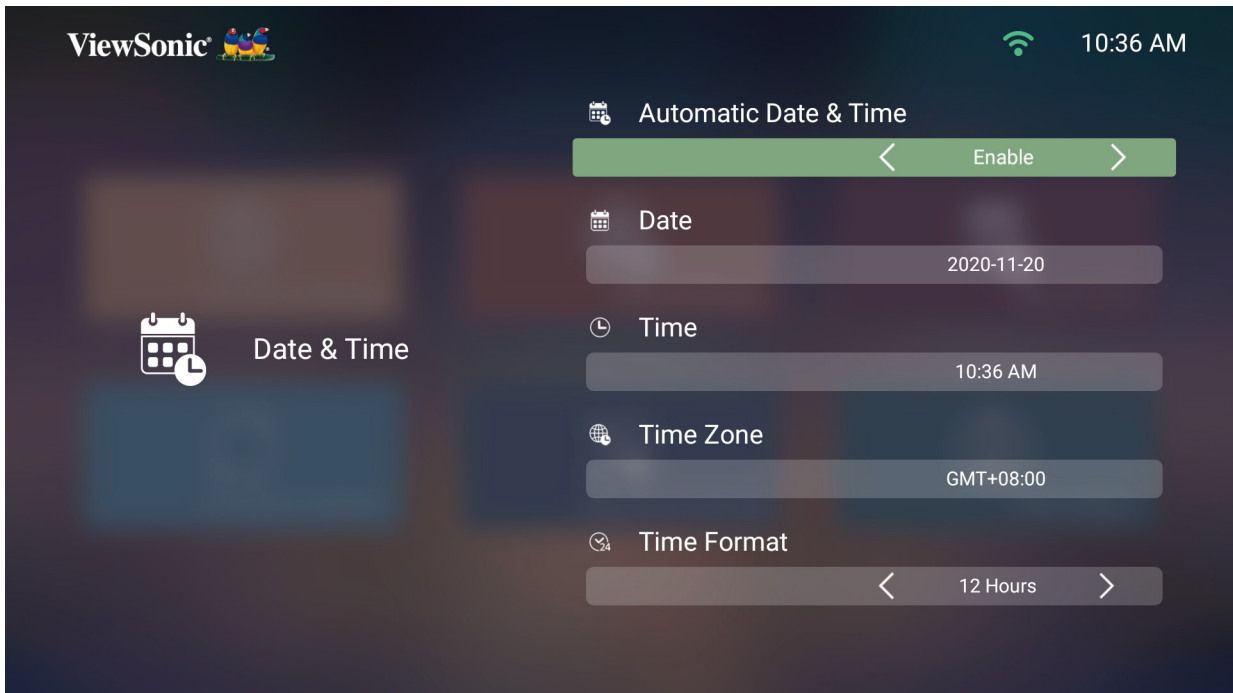 ViewSonic®
10:36 AM
Automatic Date & Time
Enable
Date
2020-11-20
Date & Time
Time
10:36 AM
Time Zone
GMT+08:00
24
Time Format
12 Hours